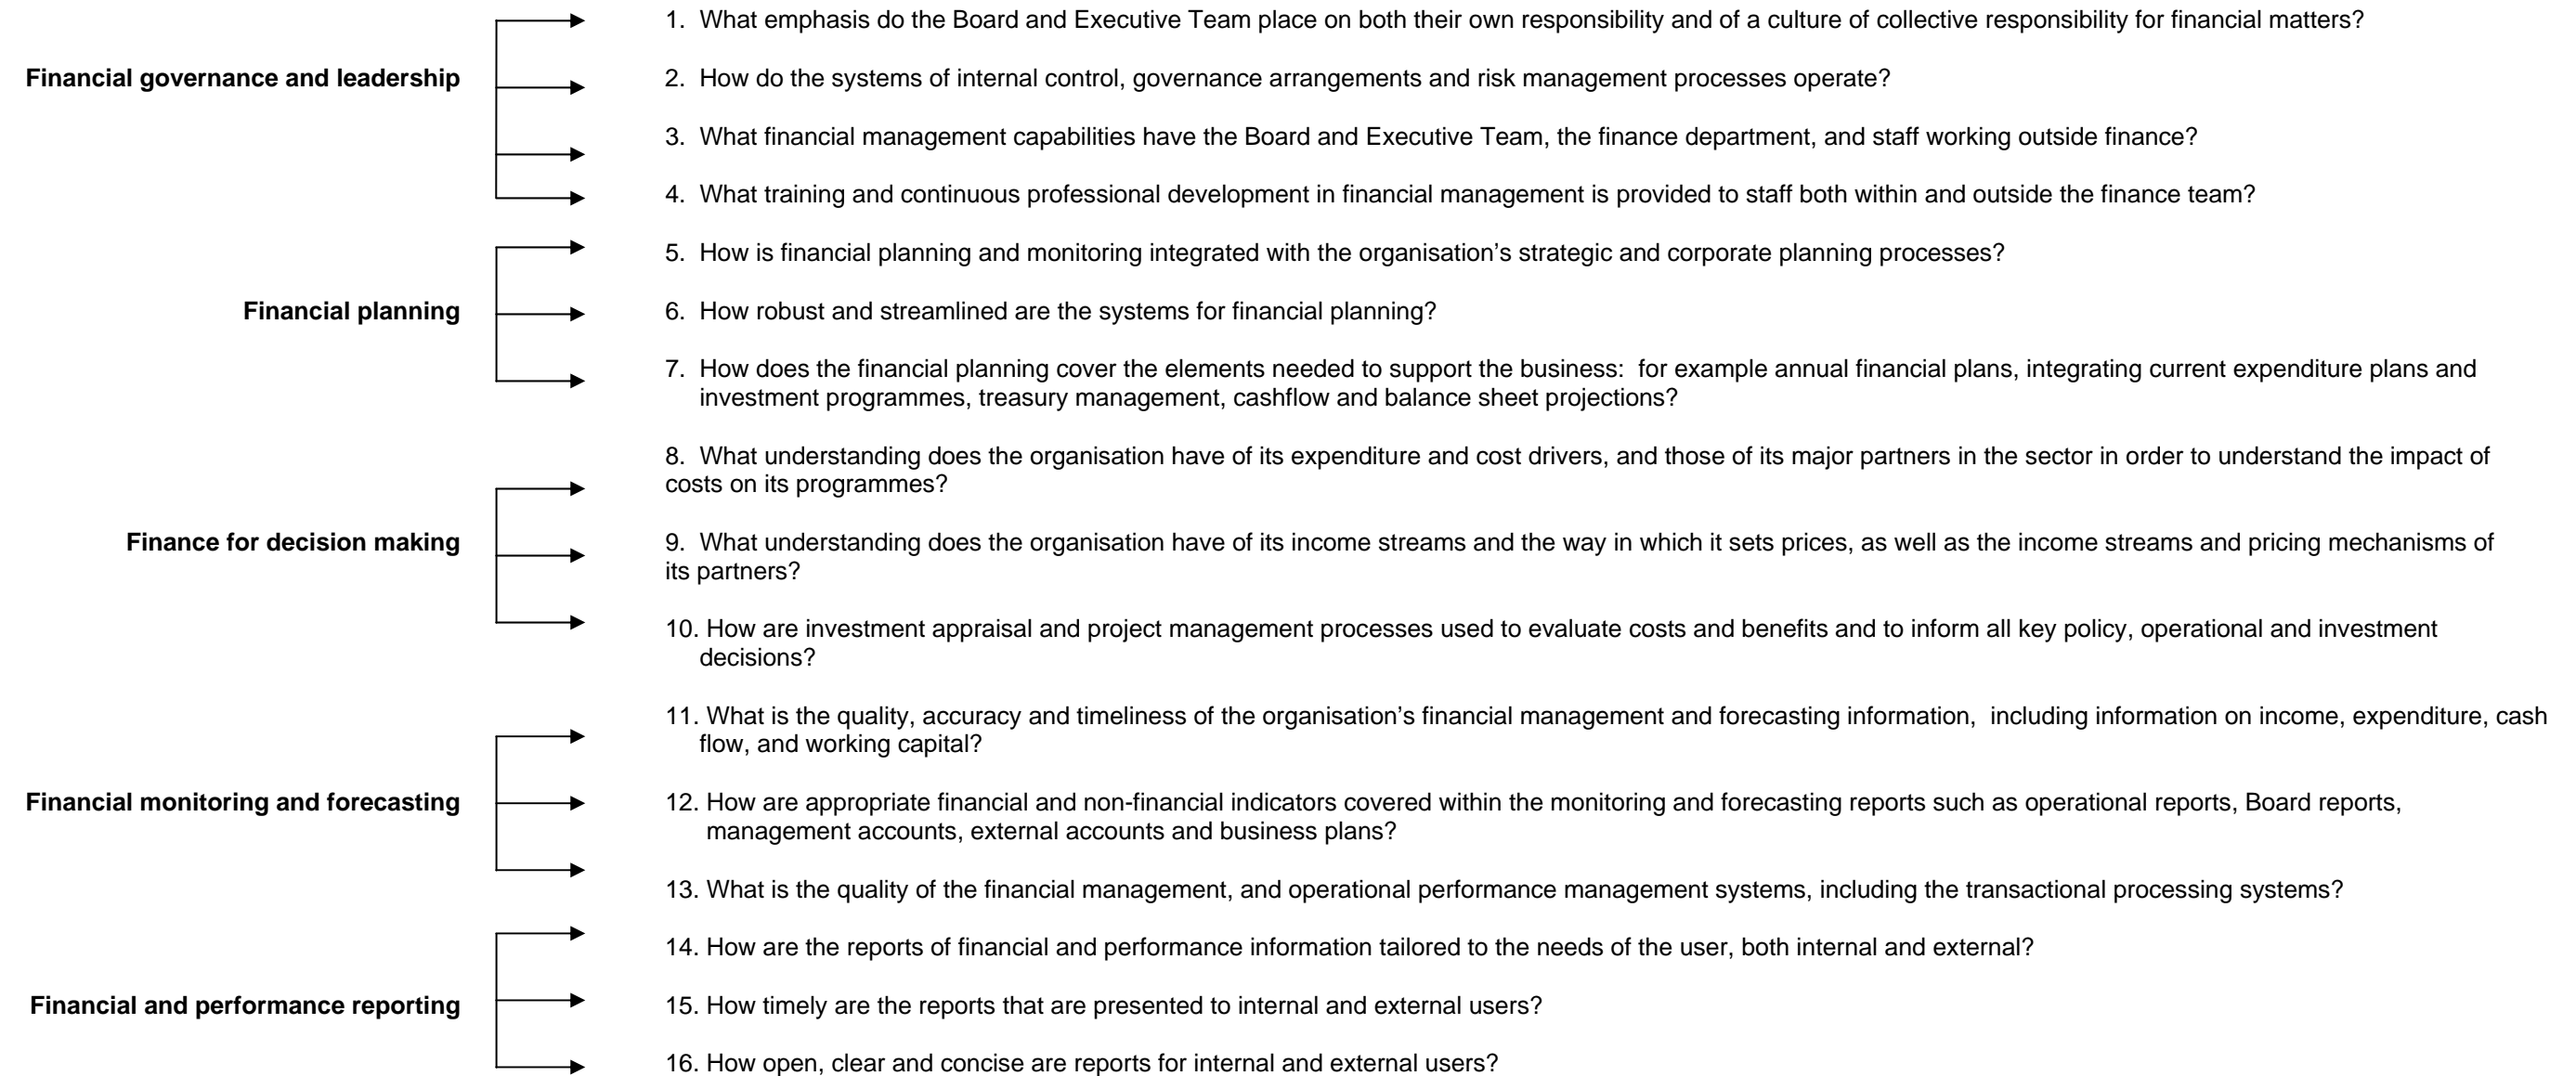 1. What emphasis do the Board and Executive Team place on both their own responsibility and of a culture of collective responsibility for financial matters?
Financial governance and leadership
2. How do the systems of internal control, governance arrangements and risk management processes operate?
3. What financial management capabilities have the Board and Executive Team, the finance department, and staff working outside finance?
4. What training and continuous professional development in financial management is provided to staff both within and outside the finance team?
5. How is financial planning and monitoring integrated with the organisation’s strategic and corporate planning processes?
Financial planning
6. How robust and streamlined are the systems for financial planning?
7. How does the financial planning cover the elements needed to support the business: for example annual financial plans, integrating current expenditure plans and
investment programmes, treasury management, cashflow and balance sheet projections?
8. What understanding does the organisation have of its expenditure and cost drivers, and those of its major partners in the sector in order to understand the impact of
costs on its programmes?
Finance for decision making
9. What understanding does the organisation have of its income streams and the way in which it sets prices, as well as the income streams and pricing mechanisms of
its partners?
10. How are investment appraisal and project management processes used to evaluate costs and benefits and to inform all key policy, operational and investment
decisions?
11. What is the quality, accuracy and timeliness of the organisation’s financial management and forecasting information, including information on income, expenditure, cash
flow, and working capital?
Financial monitoring and forecasting
12. How are appropriate financial and non-financial indicators covered within the monitoring and forecasting reports such as operational reports, Board reports,
management accounts, external accounts and business plans?
13. What is the quality of the financial management, and operational performance management systems, including the transactional processing systems?
14. How are the reports of financial and performance information tailored to the needs of the user, both internal and external?
Financial and performance reporting
15. How timely are the reports that are presented to internal and external users?
16. How open, clear and concise are reports for internal and external users?